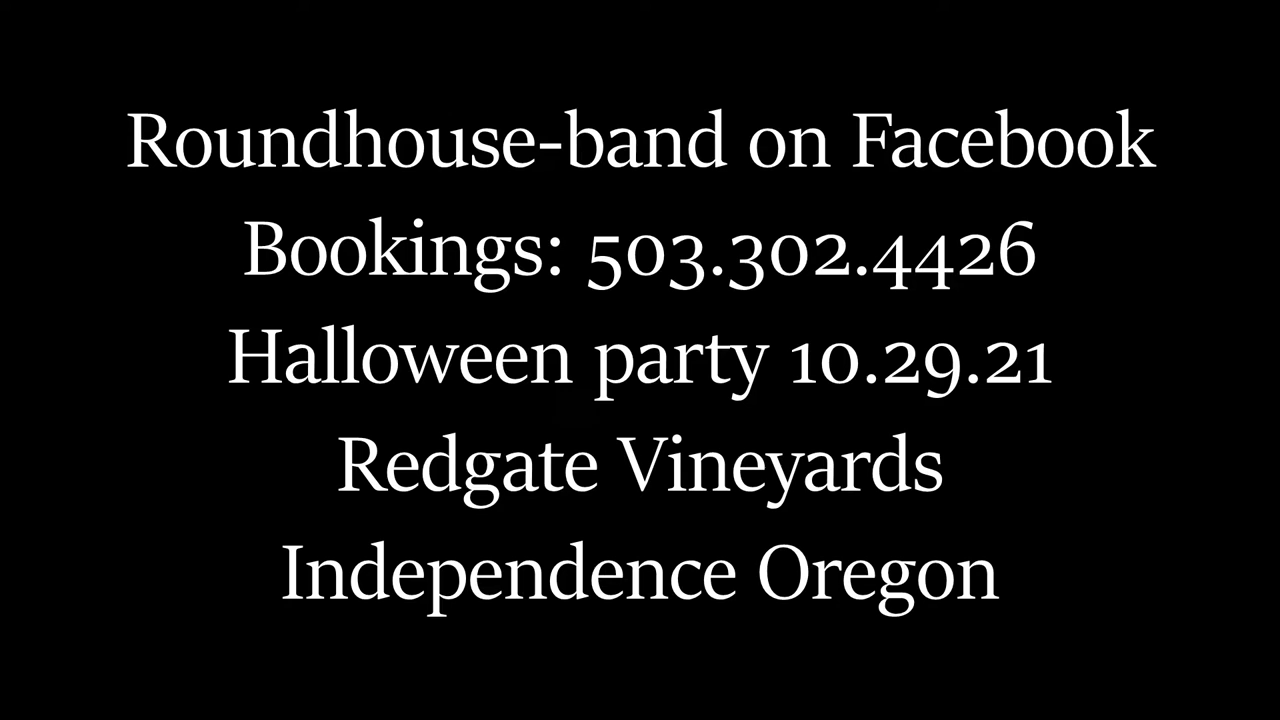 Roundhouse-band on Facebook
Bookings: 503.302.4426
Halloween party 10.29.21
Redgate Vineyards
Independence Oregon